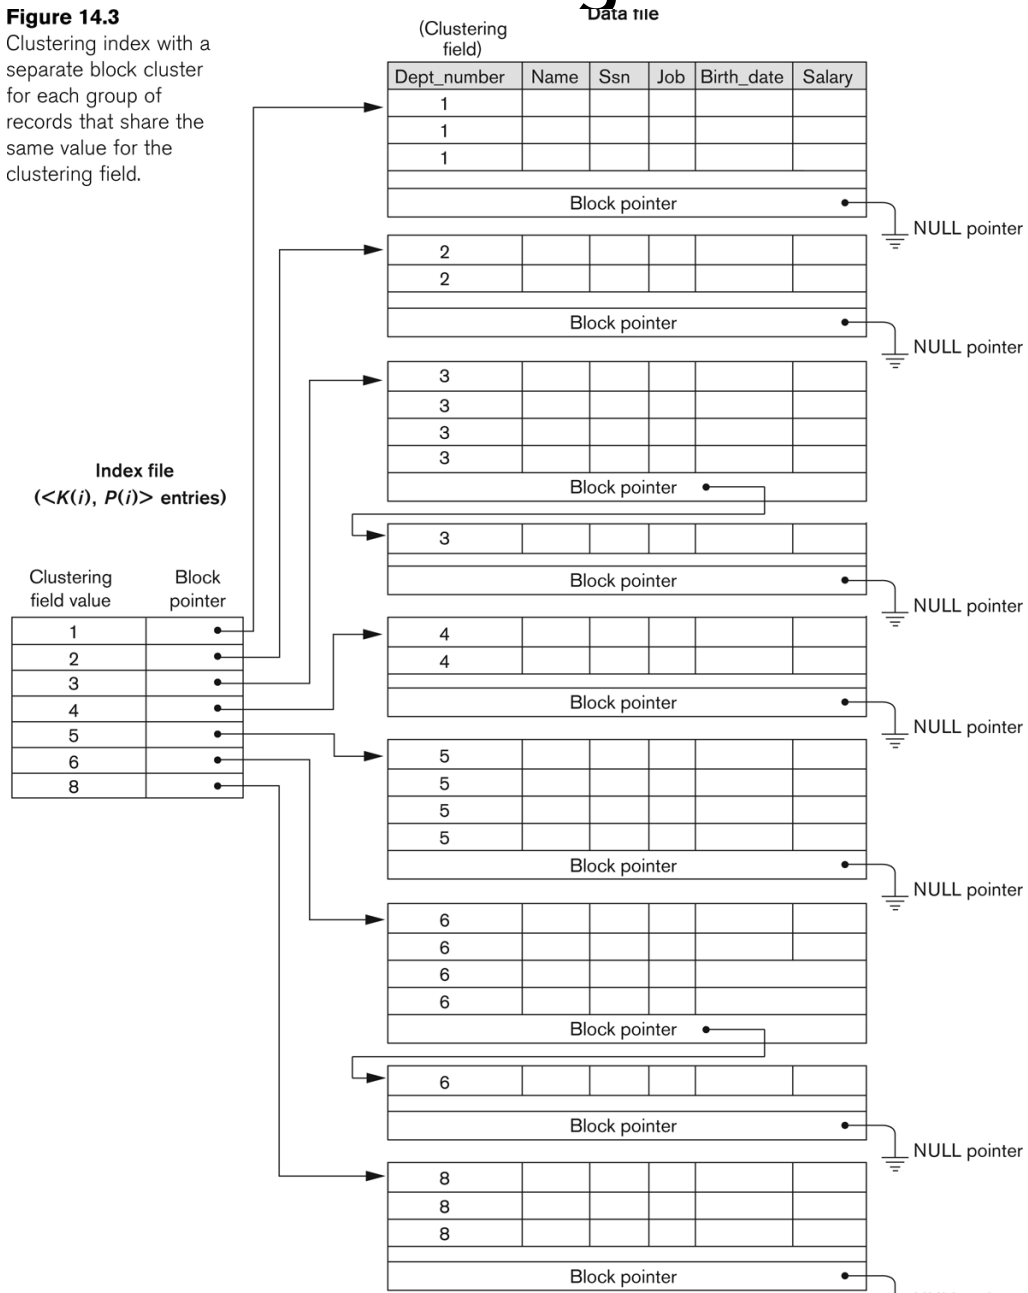 Figure 14.3
Clustering index with a
separate block cluster
for each group of
records that share the
same value for the
clustering field.
Data file
(Clustering
field)
Dept_number Name Ssn Job Birth_date Salary
1
1
1
Block pointer
NULL pointer
2
2
Block pointer
NULL pointer
3
3
3
3
Block pointer
3
Block pointer
NULL pointer
4
4
Block pointer
NULL pointer
5
5
5
5
Block pointer
NULL pointer
6
6
6
6
Block pointer
6
Block pointer
NULL pointer
8
8
8
Block pointer
Index file
(<K(i), P(i)> entries)
Clustering
field value
Block
pointer
1
2
3
4
5
6
8